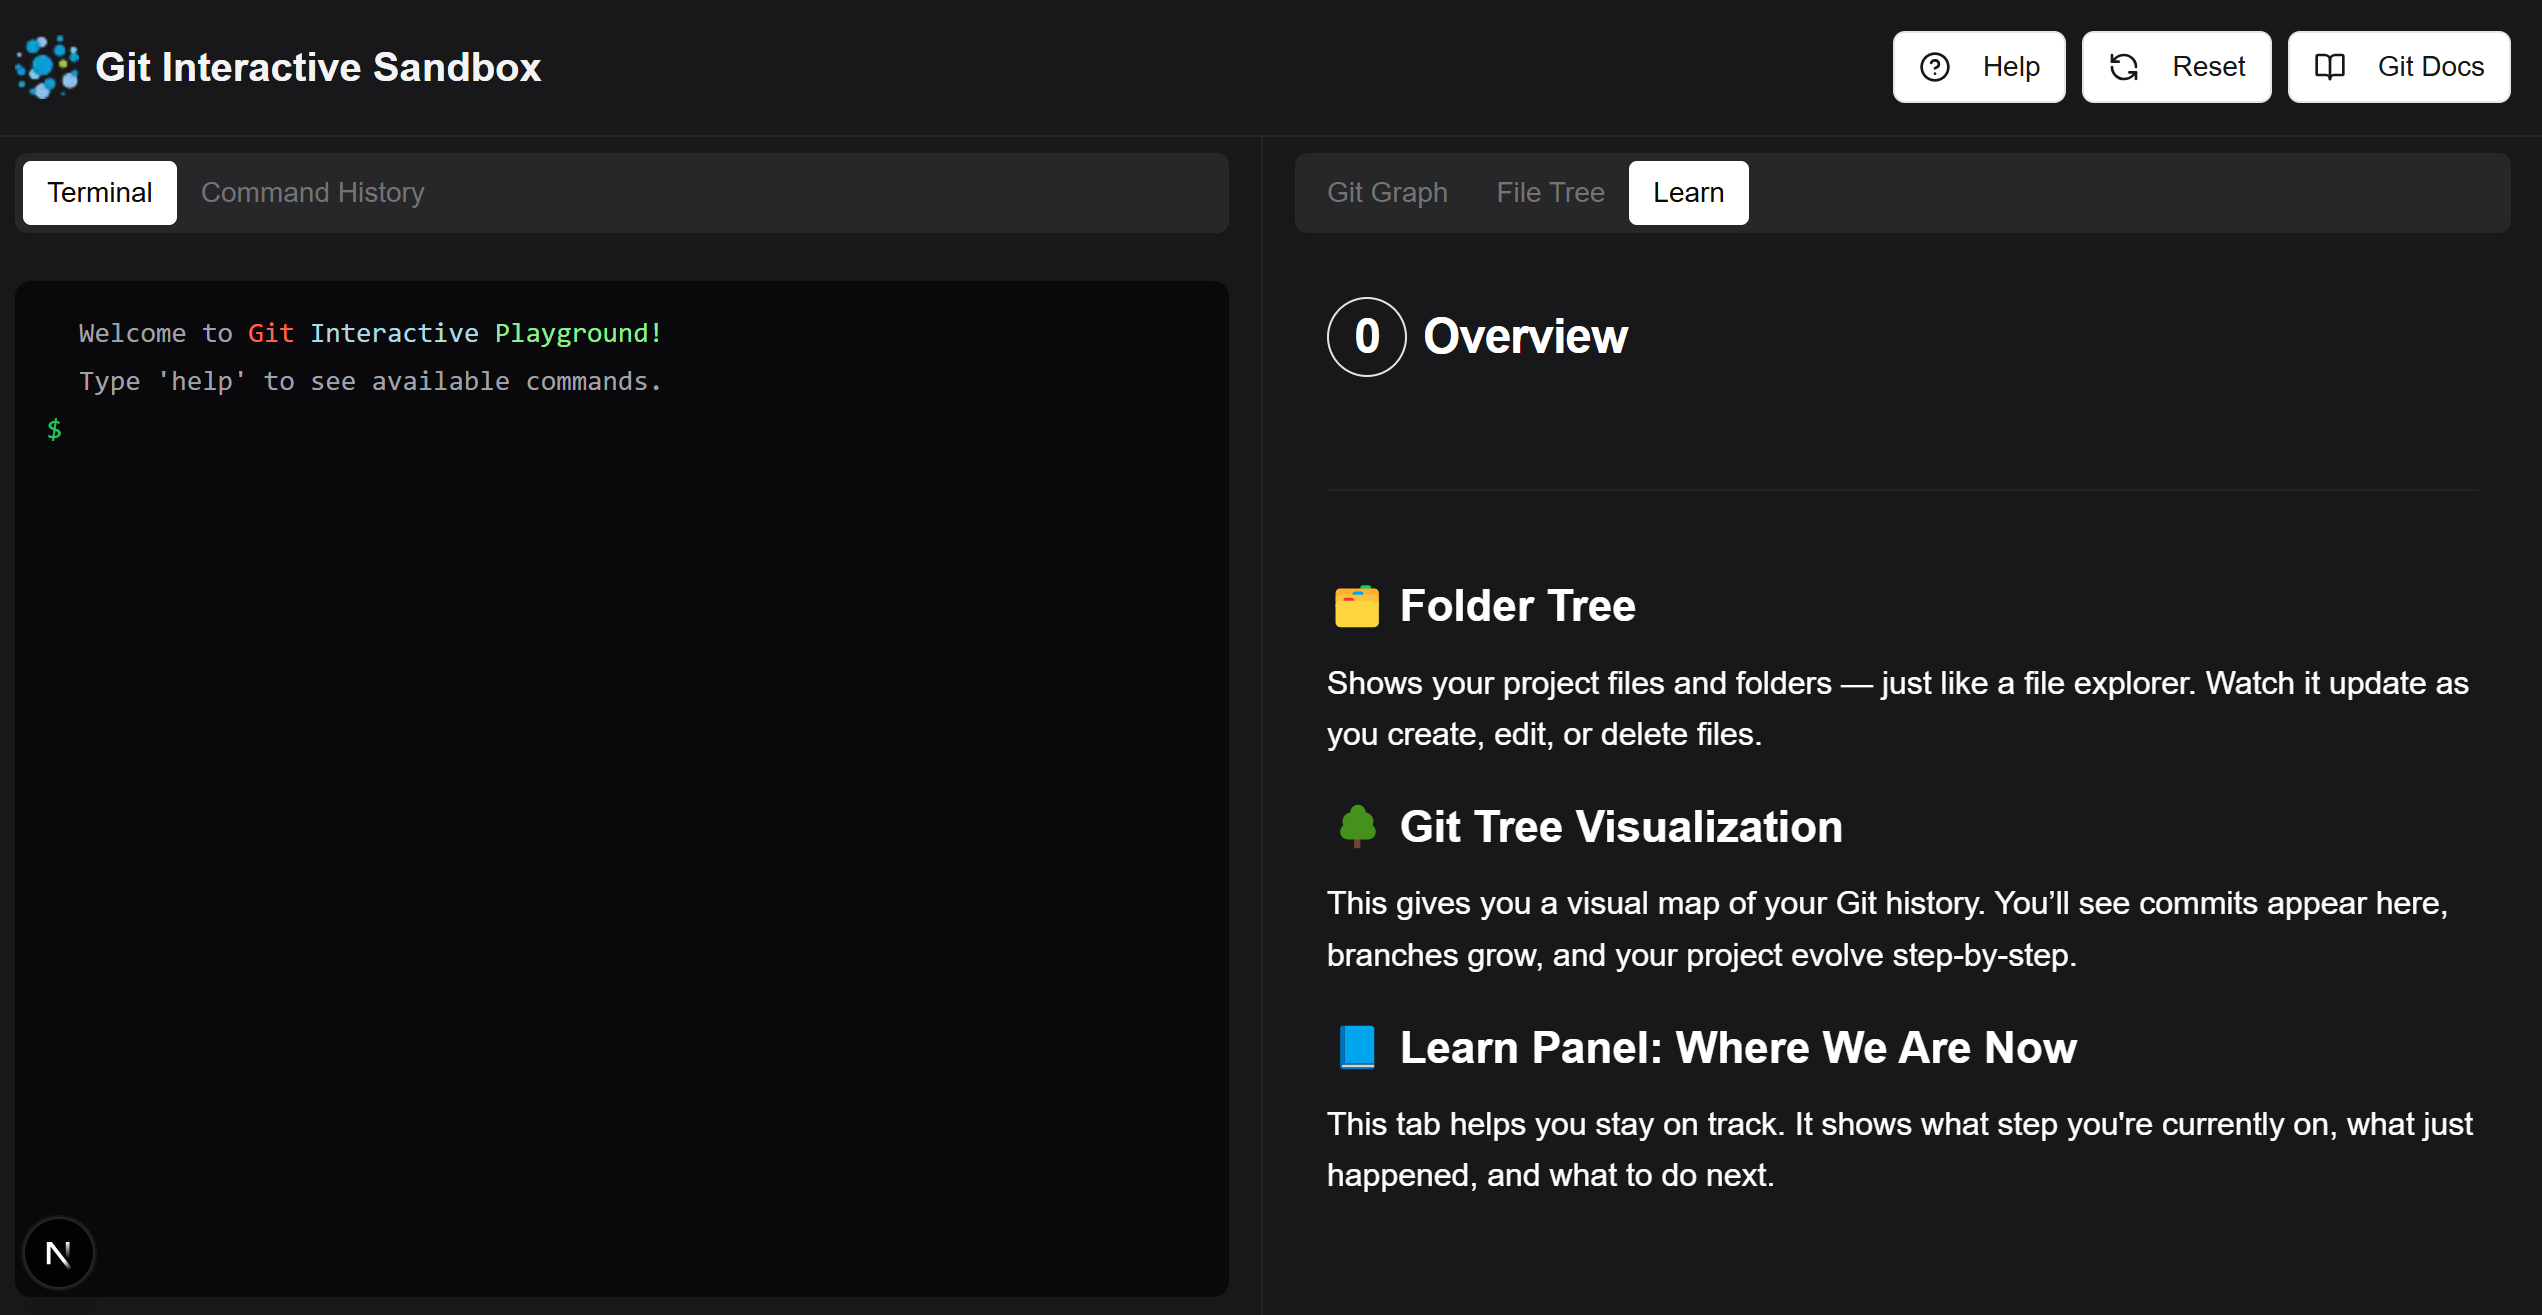 Git Interactive Sandbox
Help
Reset
Git Docs
Terminal
Command History
Git Graph
File Tree
Learn
Welcome to Git Interactive Playground!
Type 'help' to see available commands.
$
N
0 Overview
Folder Tree
Shows your project files and folders — just like a file explorer. Watch it update as
you create, edit, or delete files.
Git Tree Visualization
This gives you a visual map of your Git history. You’ll see commits appear here,
branches grow, and your project evolve step-by-step.
Learn Panel: Where We Are Now
This tab helps you stay on track. It shows what step you're currently on, what just
happened, and what to do next.